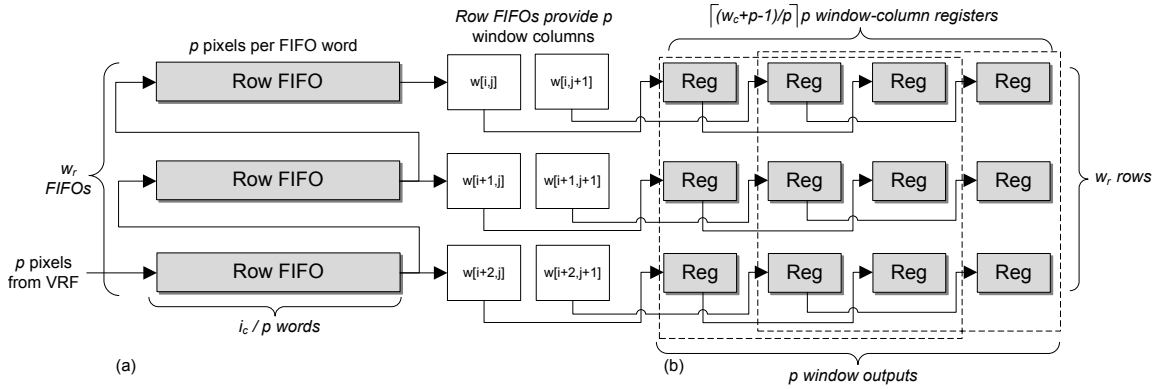 Row FIFOs provide p
window columns
⌈(w_c+p-1)/p⌉ p window-column registers
p pixels per FIFO word
Row FIFO
w[i,j]
w[i,j+1]
Reg
Reg
Reg
Reg
w_r
FIFOs
Row FIFO
w[i+1,j]
w[i+1,j+1]
Reg
Reg
Reg
Reg
w_r rows
p pixels
from VRF
Row FIFO
w[i+2,j]
w[i+2,j+1]
Reg
Reg
Reg
Reg
i_c / p words
(a)
(b)
p window outputs